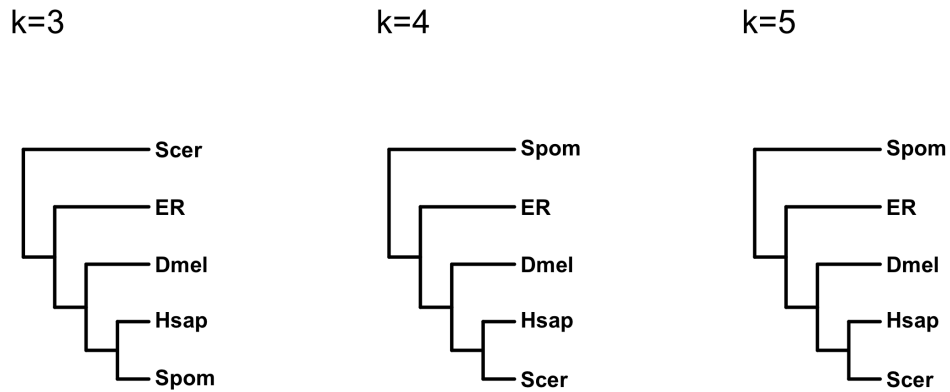 k=3 k=4 k=5
Scer Spom Spom
ER ER ER
Dmel Dmel Dmel
Hsap Hsap Hsap
Spom Scer Scer